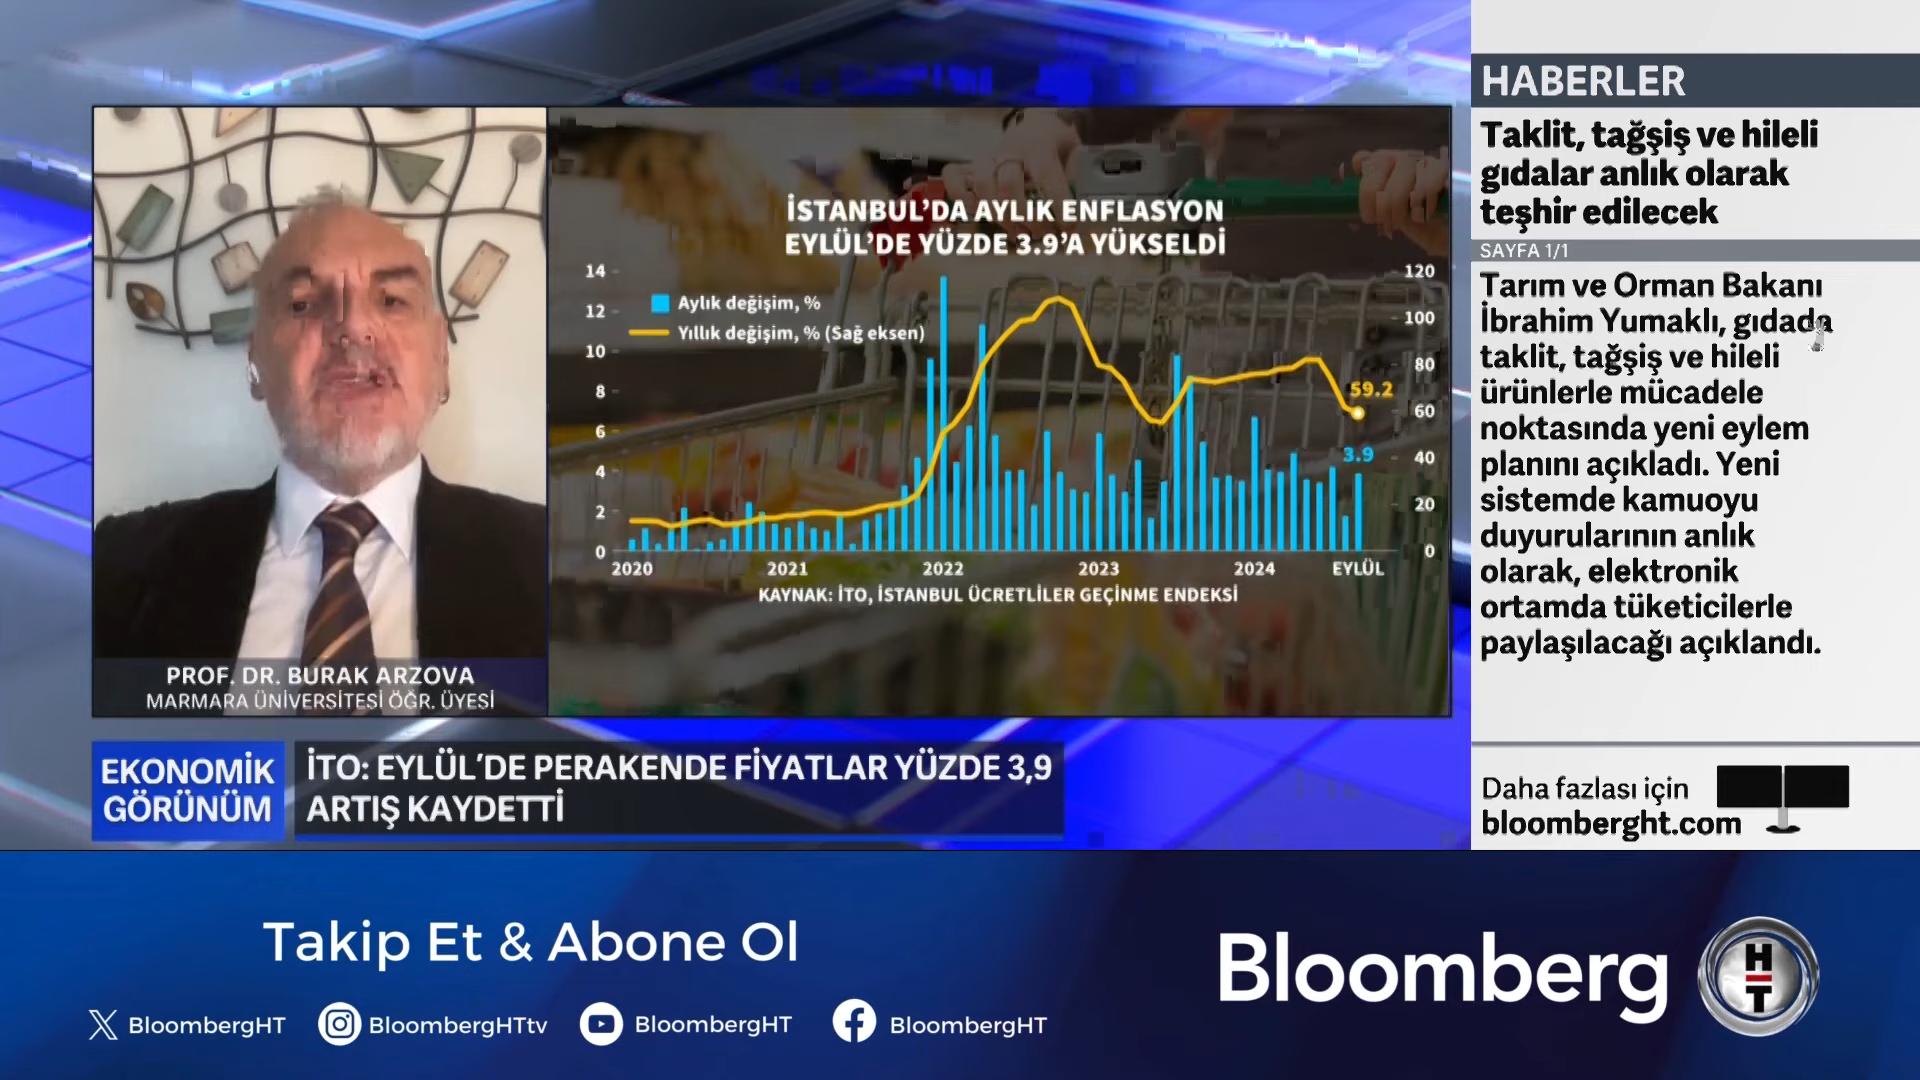 İSTANBUL'DA AYLIK ENFLASYON
EYLÜL'DE YÜZDE 3.9'A YÜKSELDİ
Aylık değişim, %
Yıllık değişim, % (Sağ eksen)
14
12
10
8
6
4
2
0
120
100
80
60
40
20
0
59.2
3.9
2020 2021 2022 2023 2024 EYLÜL
KAYNAK: İTO, İSTANBUL ÜCRETLİLER GEÇİNME ENDEKSİ
PROF. DR. BURAK ARZOVA
MARMARA ÜNİVERSİTESİ ÖĞR. ÜYESİ
EKONOMİK
GÖRÜNÜM
İTO: EYLÜL'DE PERAKENDE FİYATLAR YÜZDE 3,9
ARTIŞ KAYDETTİ
HABERLER
Taklit, tağşiş ve hileli
gıdalar anlık olarak
teşhir edilecek
SAYFA 1/1
Tarım ve Orman Bakanı
İbrahim Yumaklı, gıdada
taklit, tağşiş ve hileli
ürünlerle mücadele
noktasında yeni eylem
planını açıkladı. Yeni
sistemde kamuoyu
duyurularının anlık
olarak, elektronik
ortamda tüketicilerle
paylaşılacağı açıklandı.
Daha fazlası için
bloomberght.com
Takip Et & Abone Ol
BloombergHT BloombergHTtv BloombergHT BloombergHT
Bloomberg HT